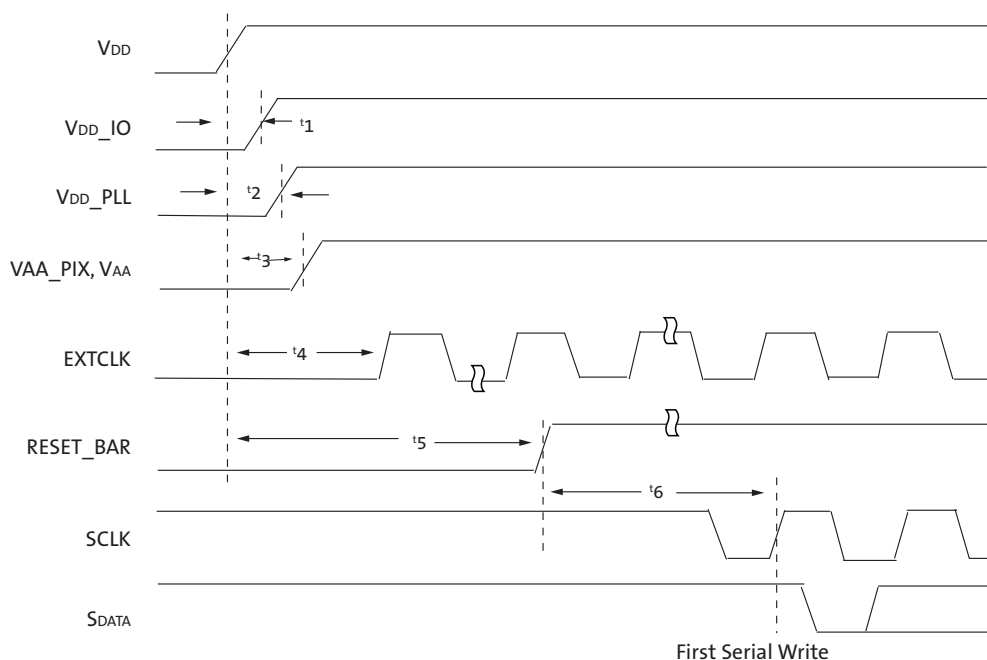 VDD
VDD_IO
t1
VDD_PLL
t2
VAA_PIX, VAA
t3
EXTCLK
t4
RESET_BAR
t5
t6
SCLK
SDATA
First Serial Write